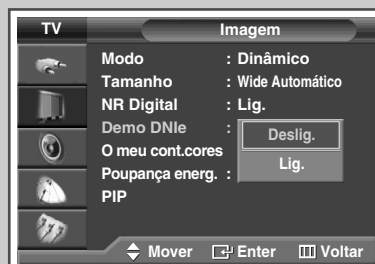 TV Imagem
Modo : Dinâmico
Tamanho : Wide Automático
NR Digital : Lig.
Demo DNIe :
Deslig.
Lig.
O meu cont.cores
Poupança energ. :
PIP
Mover Enter Voltar